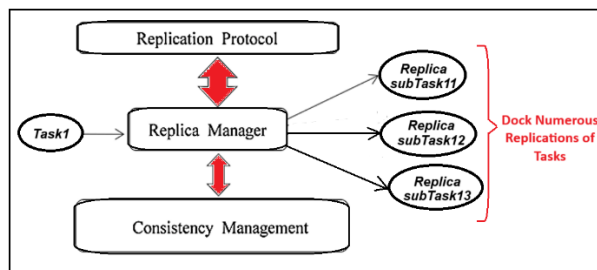 Replication Protocol
Replica
subTask11
Task1
Replica Manager
Replica
subTask12
Dock Numerous
Replications of
Tasks
Replica
subTask13
Consistency Management